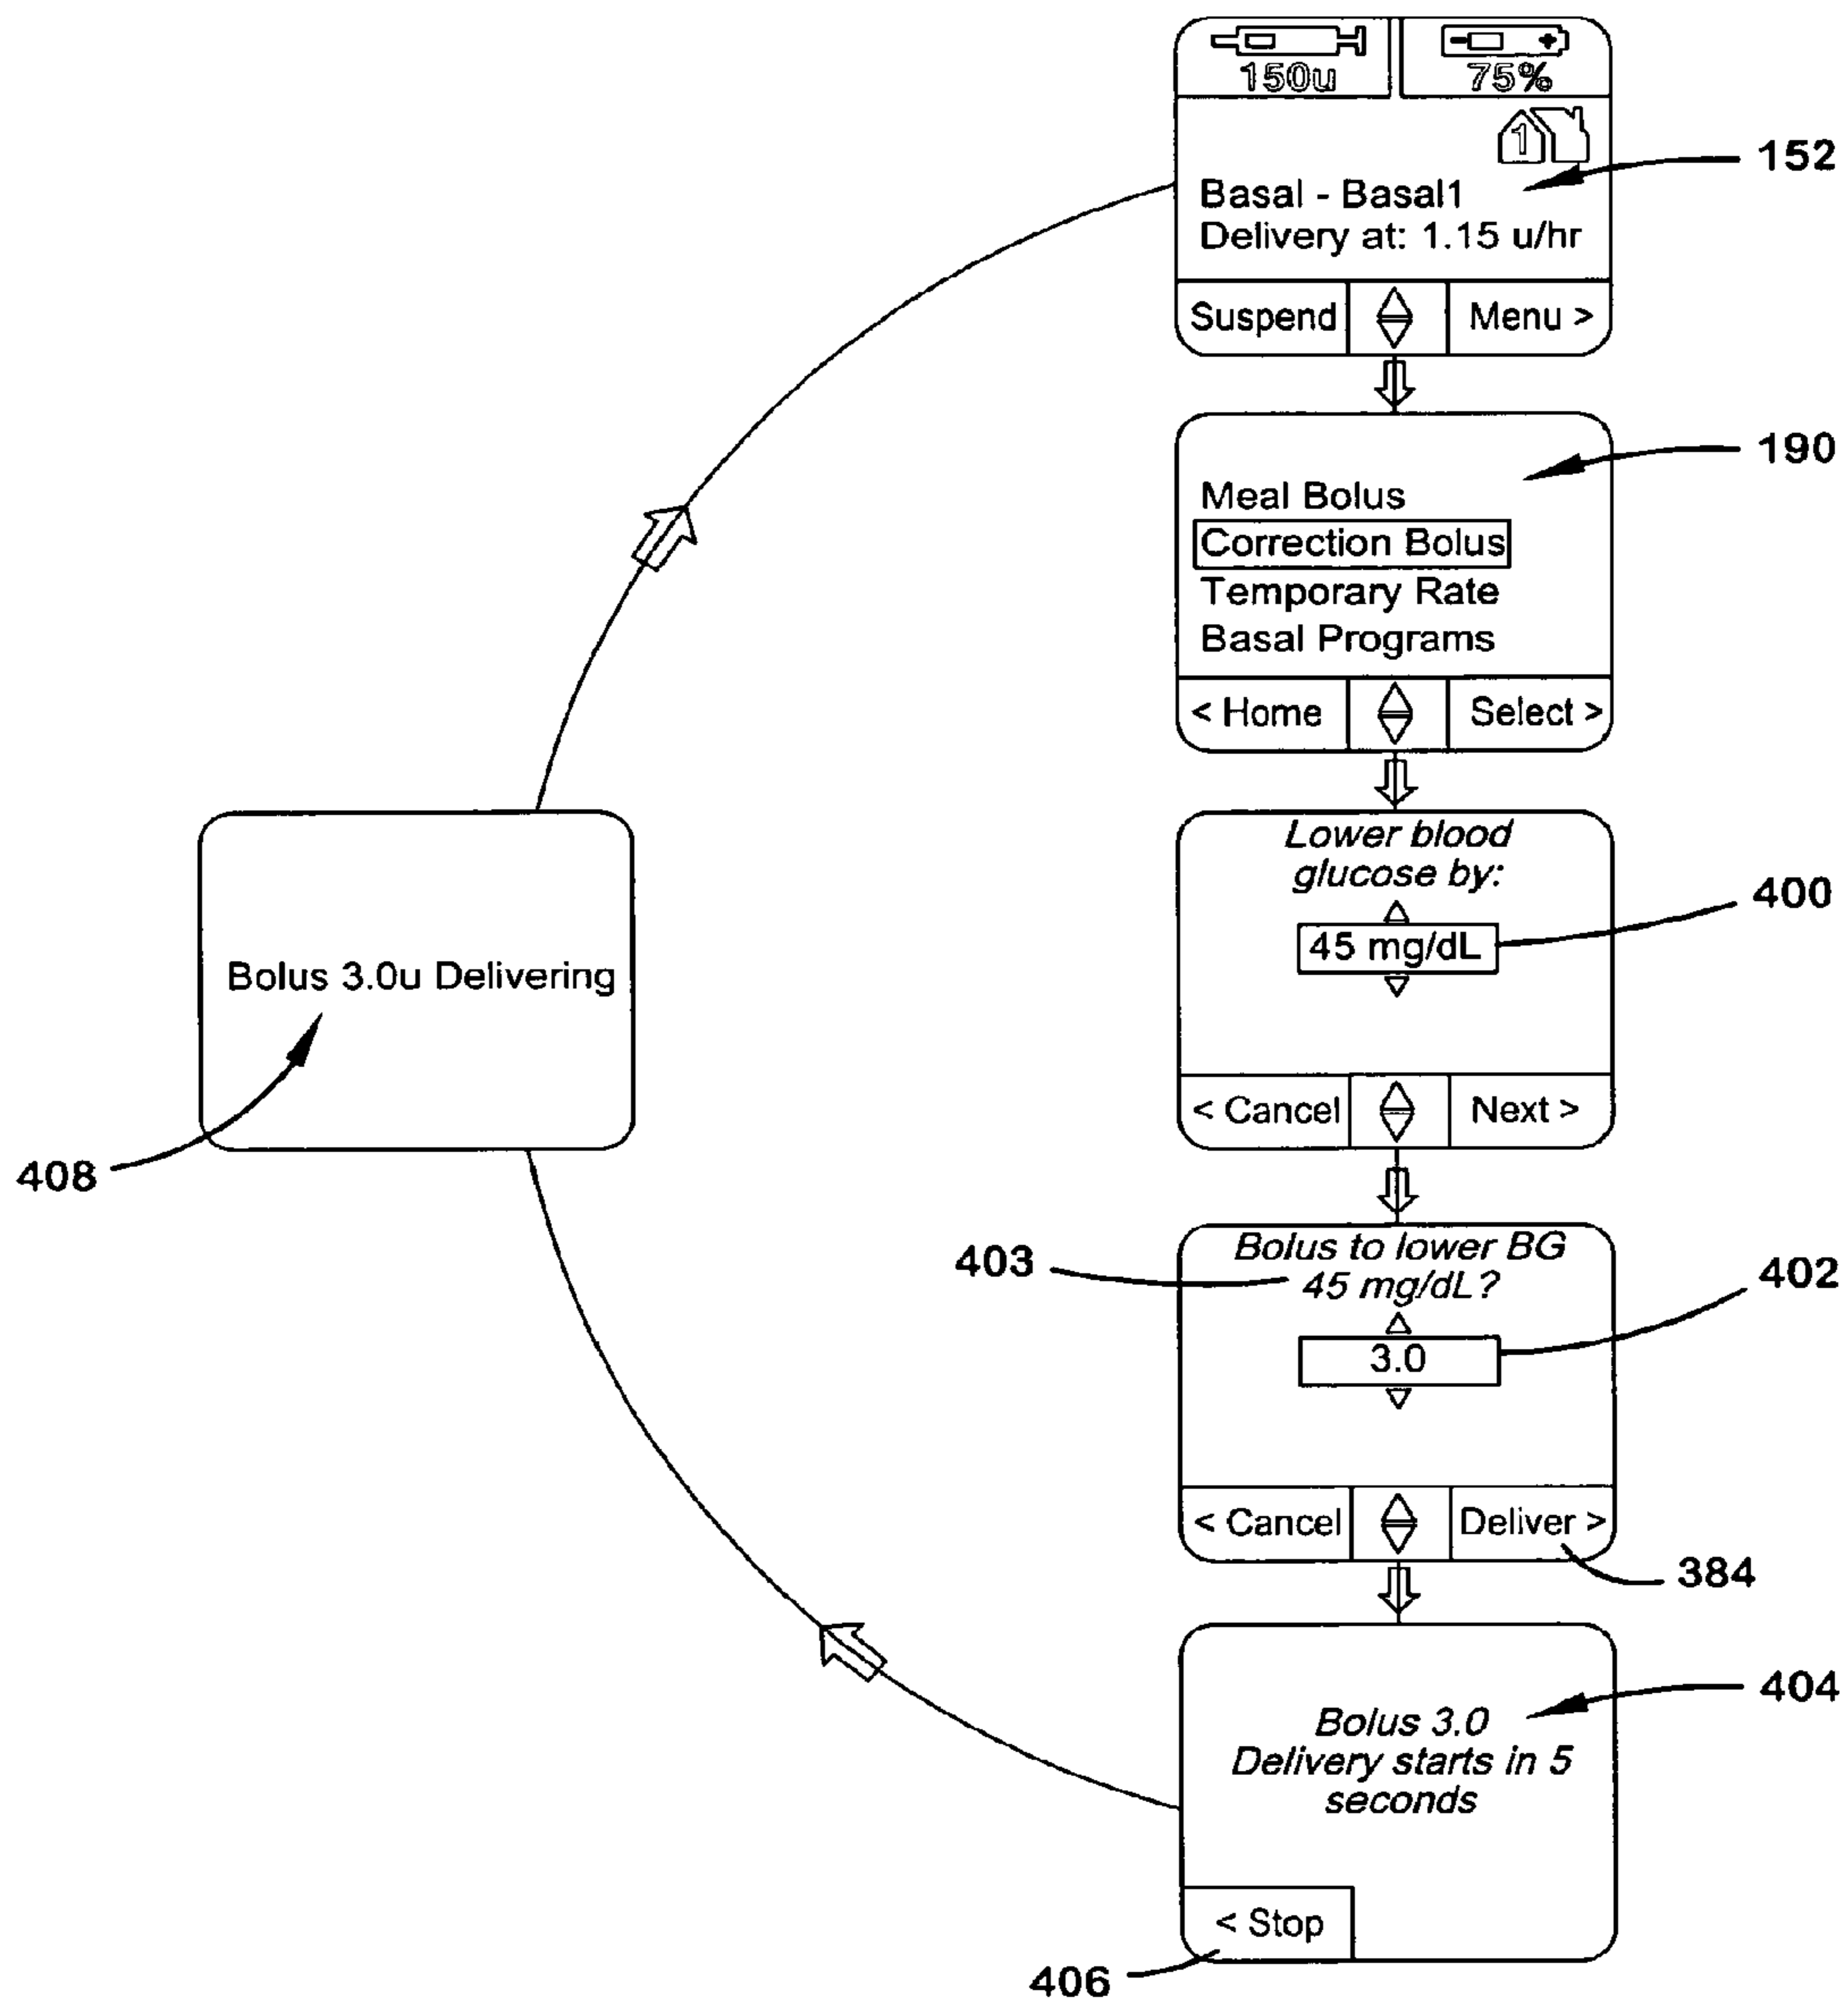 150u
75%
1
152
Basal - Basal1
Delivery at: 1.15 u/hr
Suspend
Menu >
190
Meal Bolus
Correction Bolus
Temporary Rate
Basal Programs
< Home
Select >
Lower blood
glucose by:
400
45 mg/dL
Bolus 3.0u Delivering
408
< Cancel
Next >
403
Bolus to lower BG
45 mg/dL?
402
3.0
< Cancel
Deliver >
384
404
Bolus 3.0
Delivery starts in 5
seconds
< Stop
406